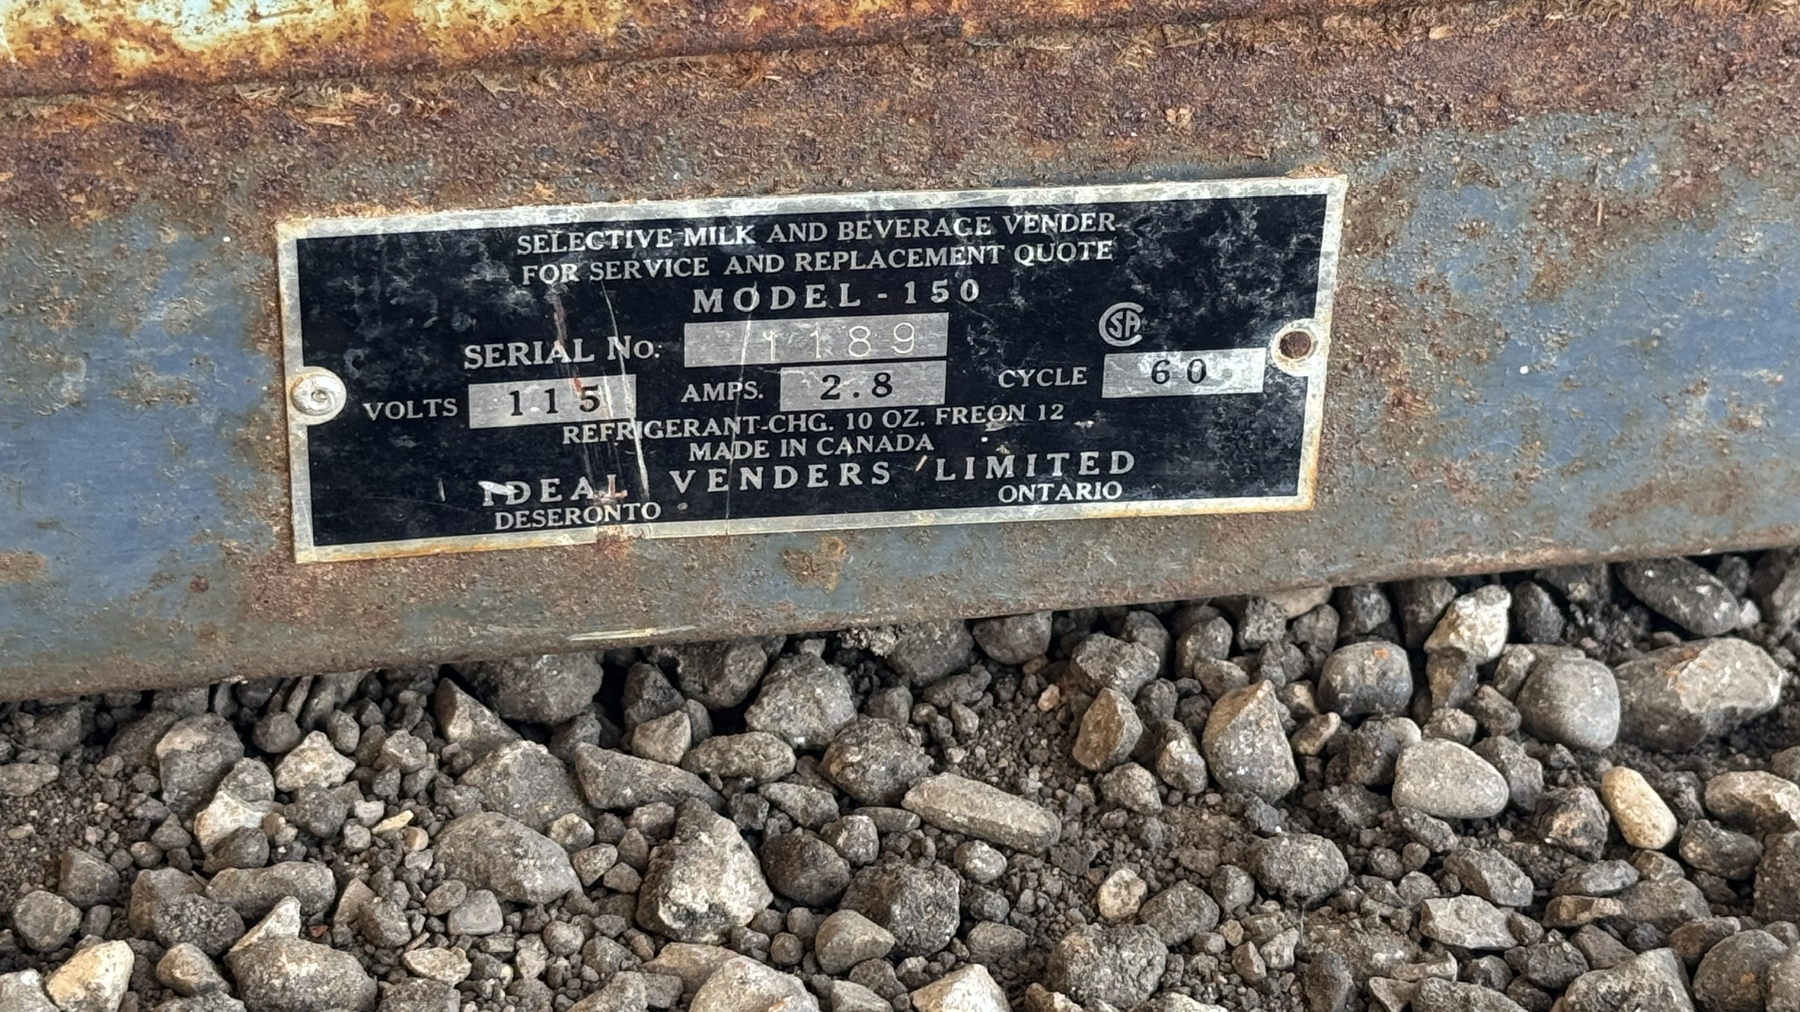 SELECTIVE MILK AND BEVERAGE VENDER
FOR SERVICE AND REPLACEMENT QUOTE
MODEL-150
SERIAL No: 1189
CSA
VOLTS 115 AMPS. 2.8 CYCLE 60
REFRIGERANT-CHG. 10 OZ. FREON 12
MADE IN CANADA
IDEAL VENDERS LIMITED
DESERONTO ONTARIO